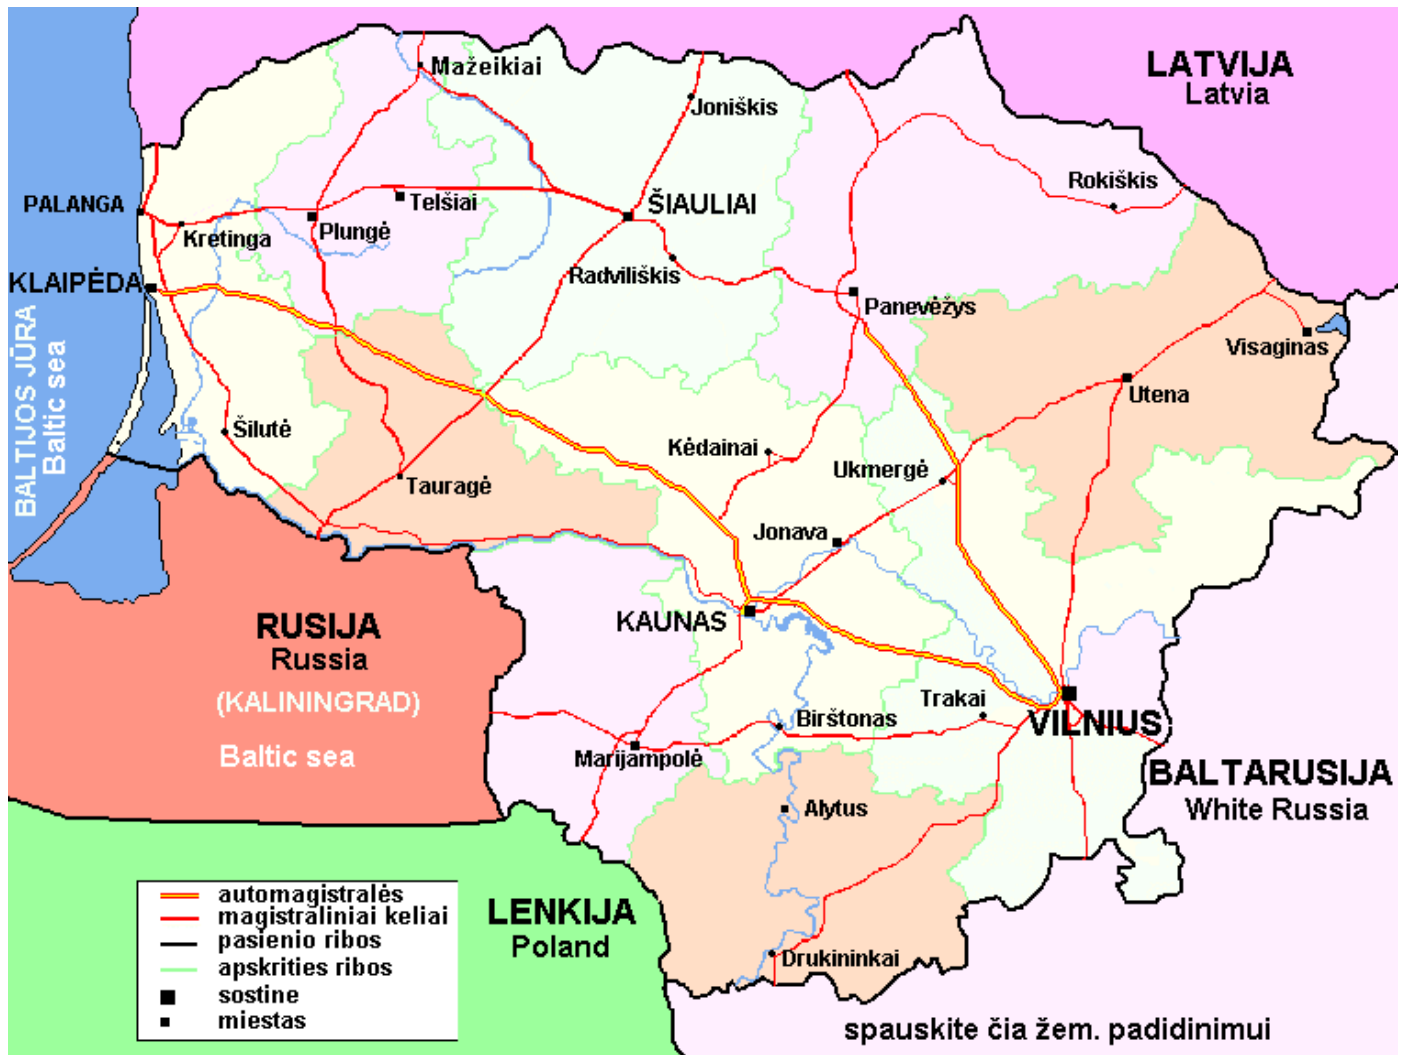 LATVIJA
Latvia
Mažeikiai
Joniškis
Rokiškis
PALANGA
Telšiai
ŠIAULIAI
Kretinga
Plungė
Radviliškis
KLAIPĖDA
Panevėžys
Visaginas
BALTIJOS JŪRA
Baltic sea
Utena
Šilutė
Kėdainai
Ukmergė
Tauragė
Jonava
KAUNAS
RUSIJA
Russia
(KALININGRAD)
Baltic sea
Trakai
Birštonas
VILNIUS
Marijampolė
BALTARUSIJA
White Russia
Alytus
LENKIJA
Poland
Drukininkai
automagistralės
magistraliniai keliai
pasienio ribos
apskrities ribos
sostine
miestas
spauskite čia žem. padidinimui